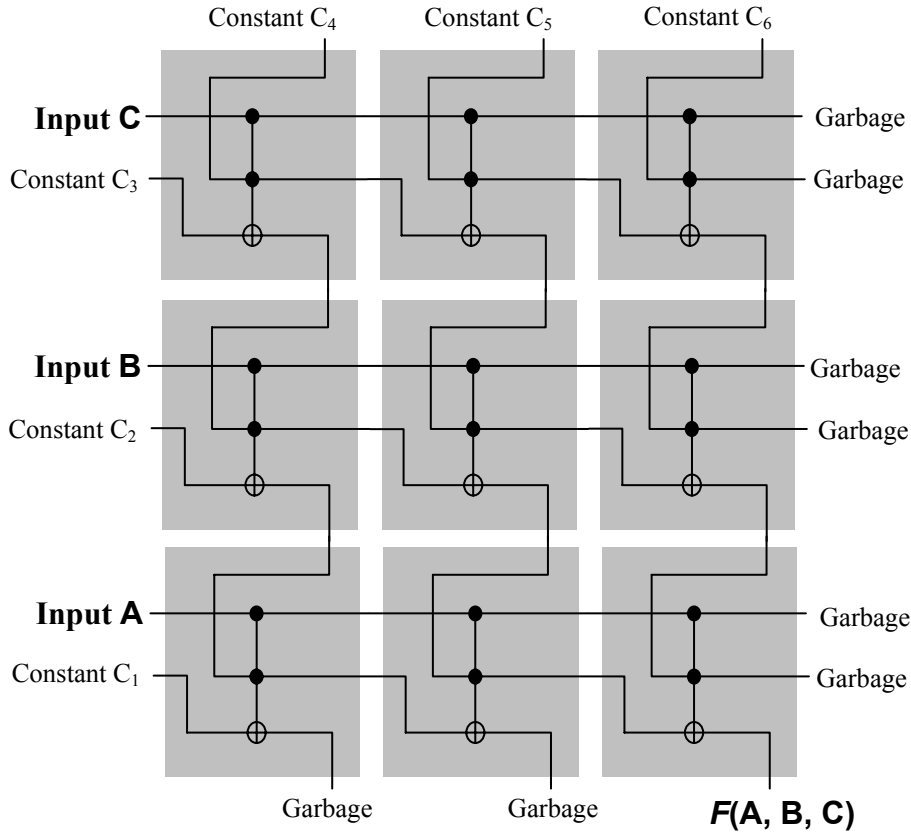 Constant C₄ Constant C₅ Constant C₆
Input C
Garbage
Constant C₃
Garbage
Input B
Garbage
Constant C₂
Garbage
Input A
Garbage
Constant C₁
Garbage
Garbage Garbage F(A, B, C)